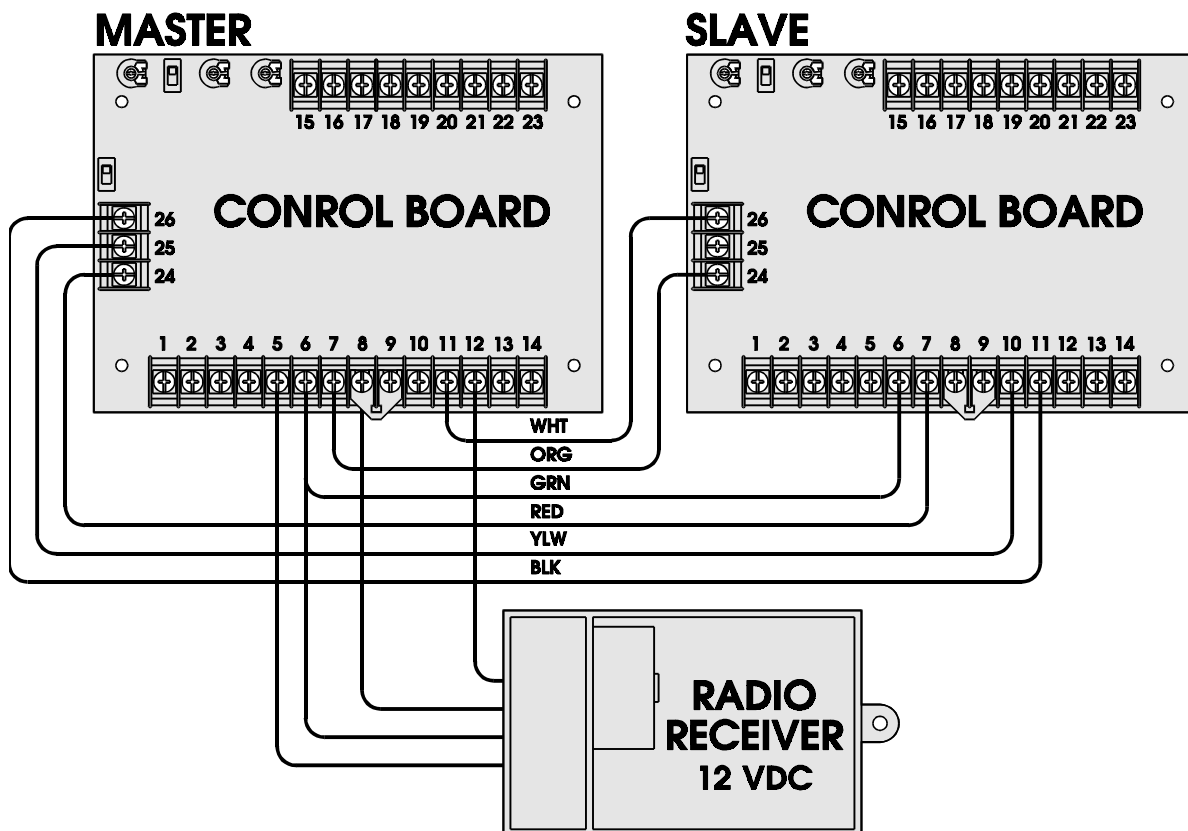 MASTER
SLAVE
15 16 17 18 19 20 21 22 23
15 16 17 18 19 20 21 22 23
CONROL BOARD
CONROL BOARD
26
25
24
26
25
24
1 2 3 4 5 6 7 8 9 10 11 12 13 14
1 2 3 4 5 6 7 8 9 10 11 12 13 14
WHT
ORG
GRN
RED
YLW
BLK
RADIO
RECEIVER
12 VDC